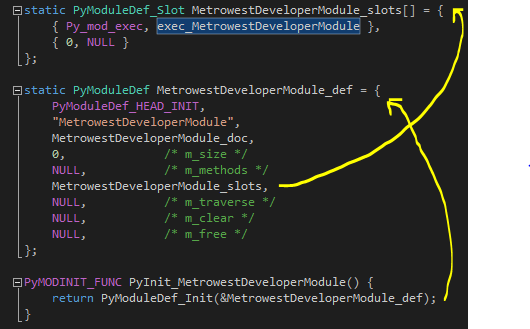 static PyModuleDef_Slot MetrowestDeveloperModule_slots[] = {
{ Py_mod_exec, exec_MetrowestDeveloperModule },
{ 0, NULL }
};
static PyModuleDef MetrowestDeveloperModule_def = {
PyModuleDef_HEAD_INIT,
"MetrowestDeveloperModule",
MetrowestDeveloperModule_doc,
0, /* m_size */
NULL, /* m_methods */
MetrowestDeveloperModule_slots,
NULL, /* m_traverse */
NULL, /* m_clear */
NULL, /* m_free */
};
PyMODINIT_FUNC PyInit_MetrowestDeveloperModule() {
return PyModuleDef_Init(&MetrowestDeveloperModule_def);
}